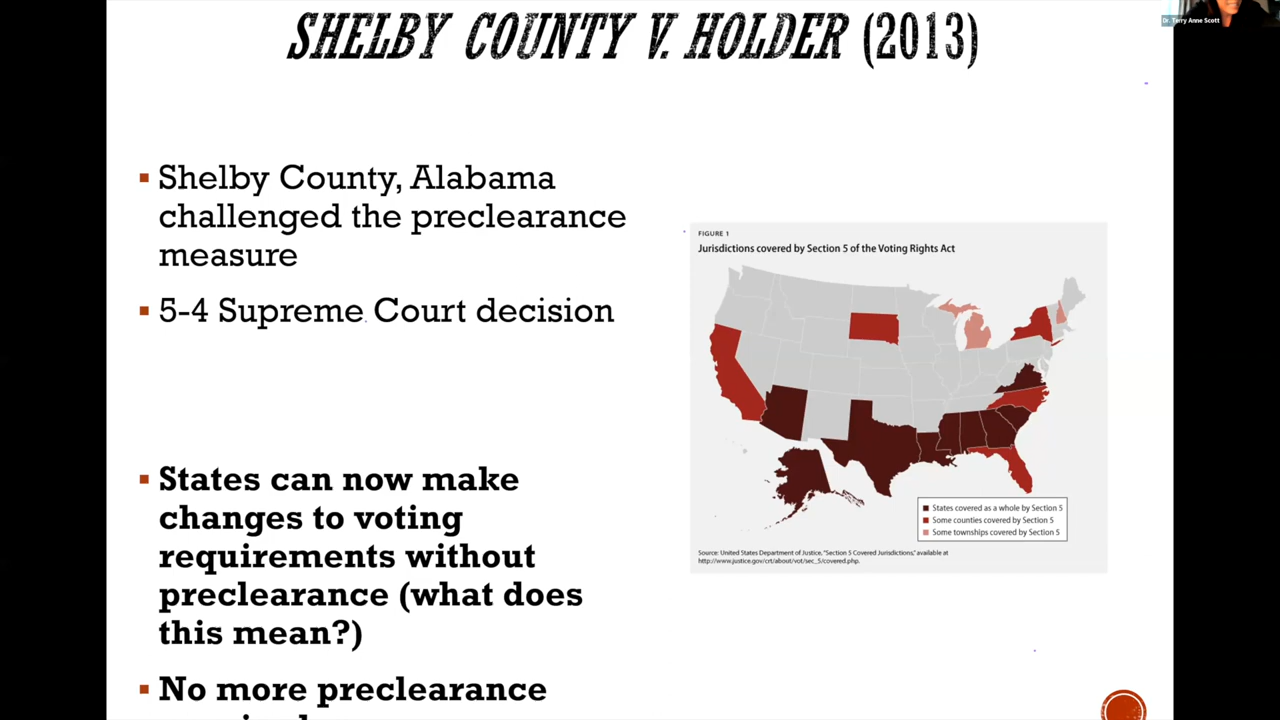 SHELBY COUNTY V. HOLDER (2013)
Dr. Terry Anne Scott
▪ Shelby County, Alabama
challenged the preclearance
measure
▪ 5-4 Supreme Court decision
▪ States can now make
changes to voting
requirements without
preclearance (what does
this mean?)
▪ No more preclearance
FIGURE 1
Jurisdictions covered by Section 5 of the Voting Rights Act
States covered as a whole by Section 5
Some counties covered by Section 5
Some townships covered by Section 5
Source: United States Department of Justice, "Section 5 Covered Jurisdictions," available at
http://www.justice.gov/crt/about/vot/sec_5/covered.php.